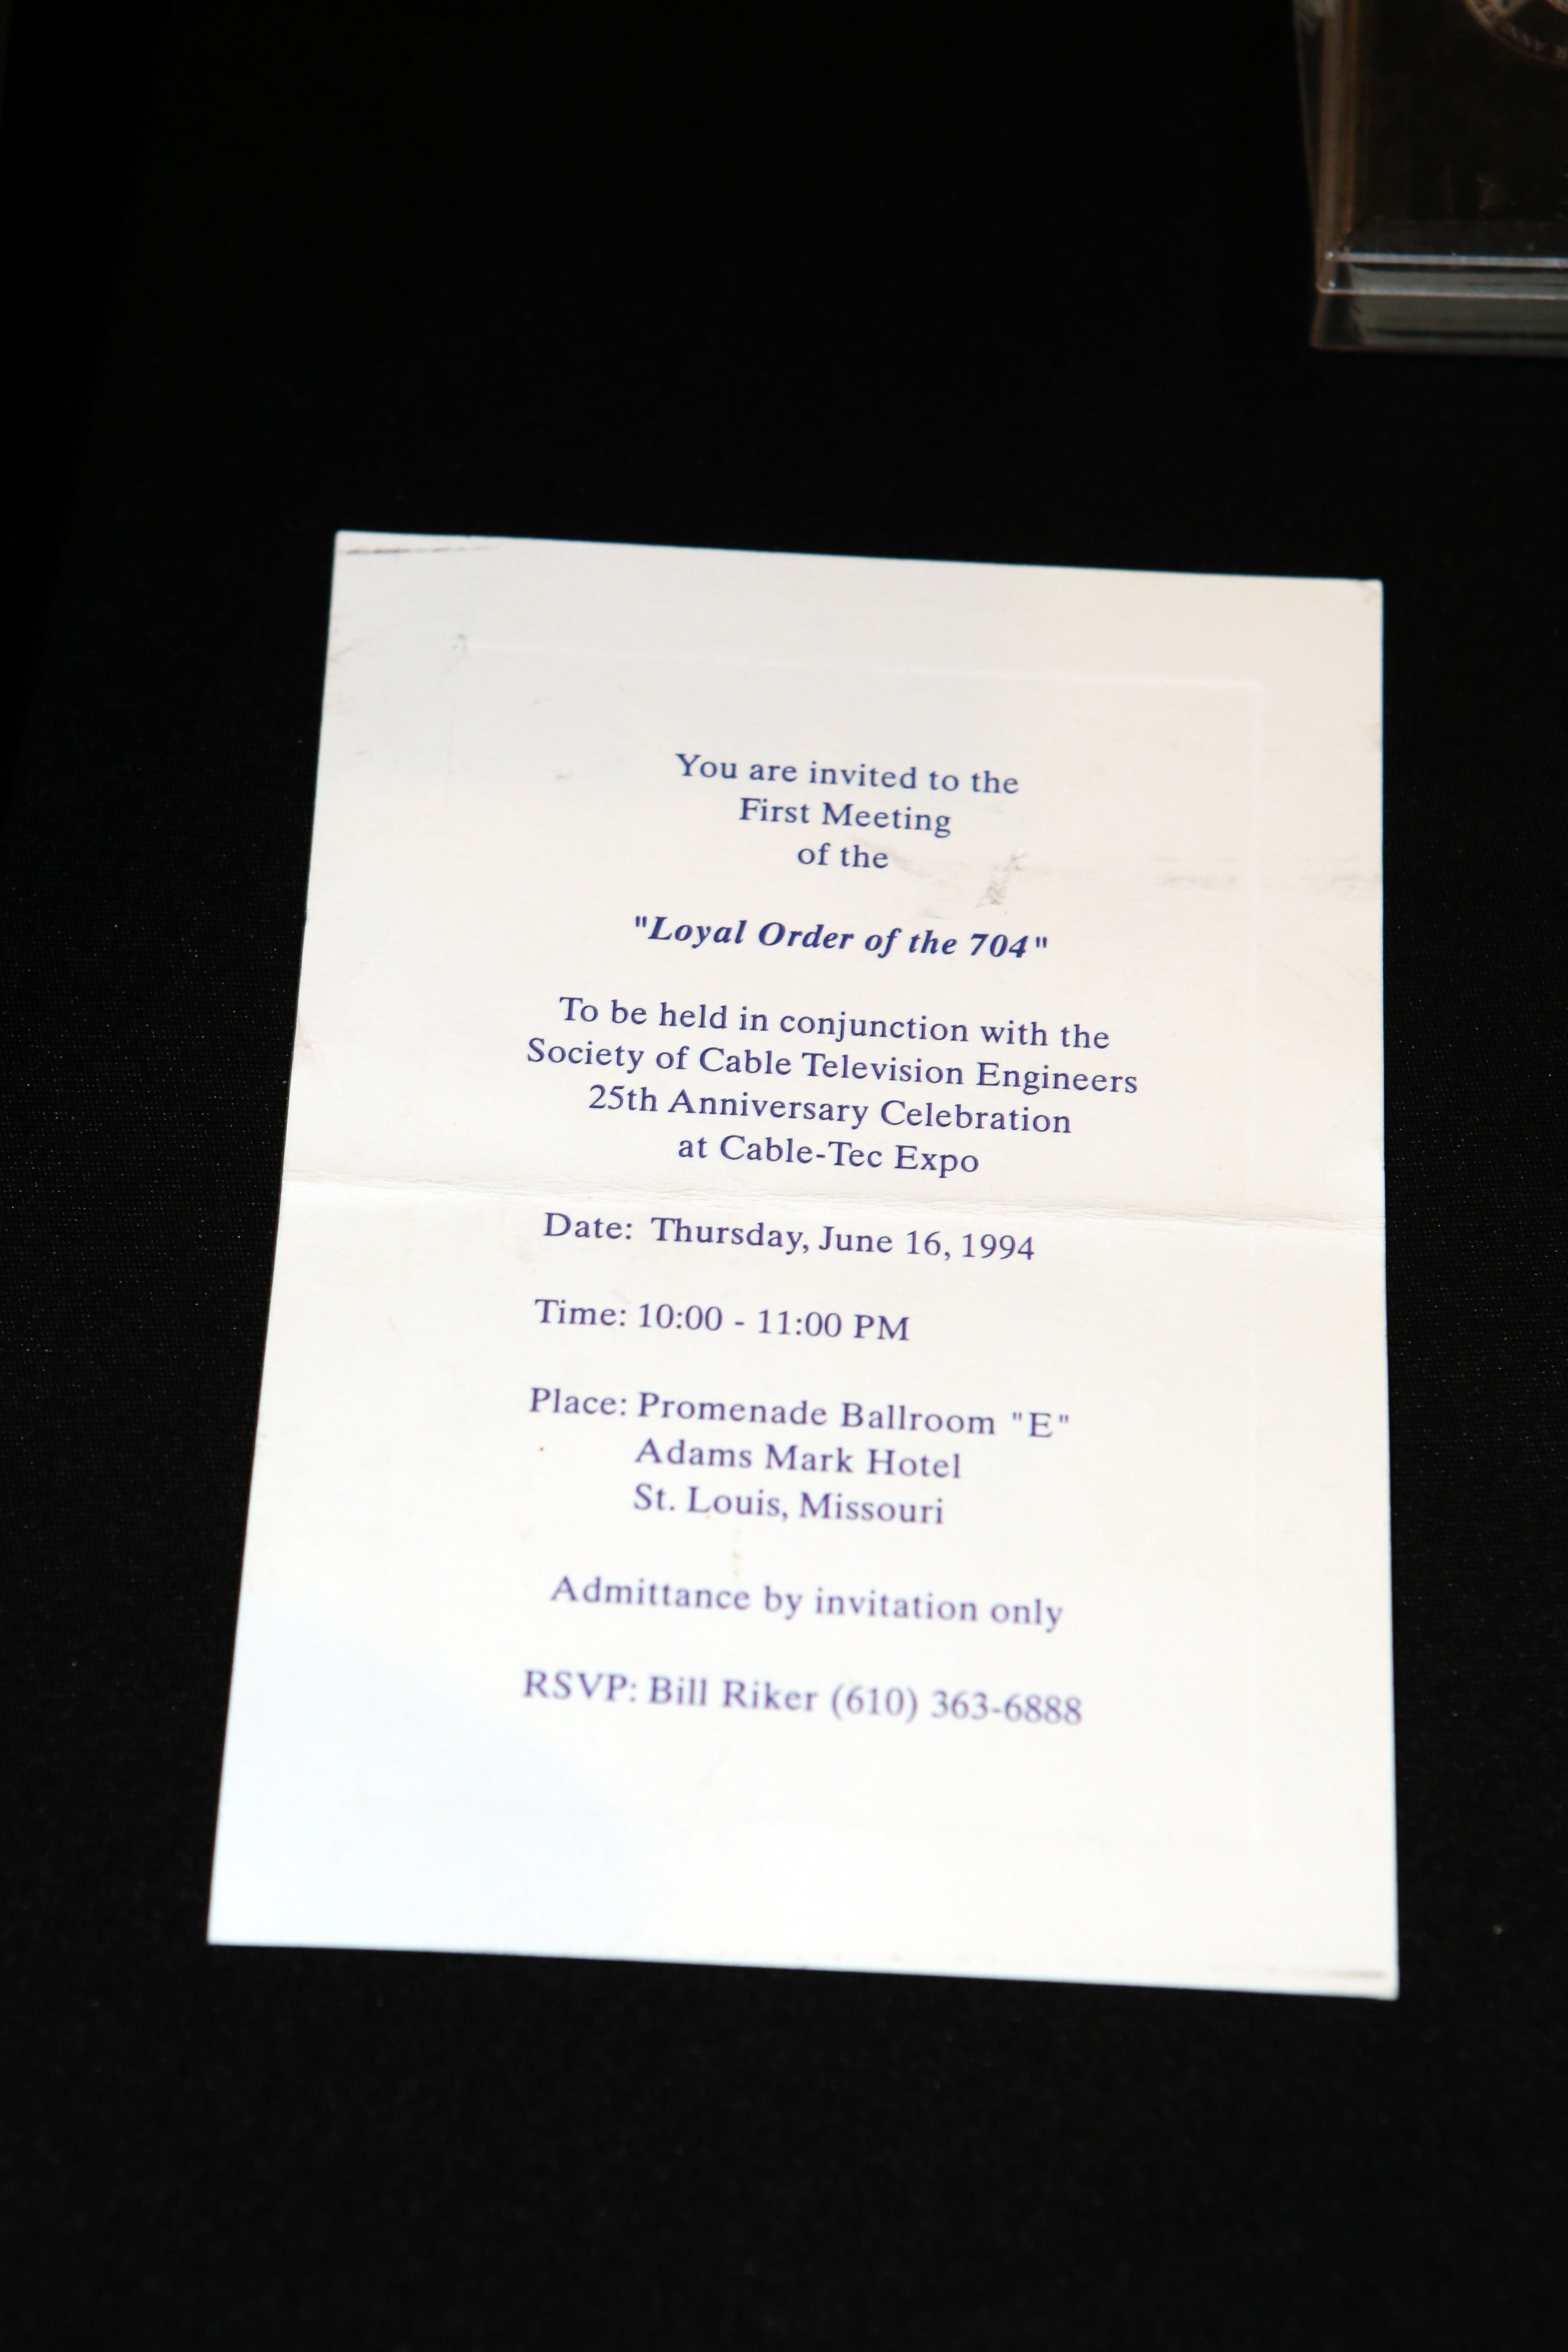 You are invited to the
First Meeting
of the
"Loyal Order of the 704"
To be held in conjunction with the
Society of Cable Television Engineers
25th Anniversary Celebration
at Cable-Tec Expo
Date: Thursday, June 16, 1994
Time: 10:00 - 11:00 PM
Place: Promenade Ballroom "E"
Adams Mark Hotel
St. Louis, Missouri
Admittance by invitation only
RSVP: Bill Riker (610) 363-6888